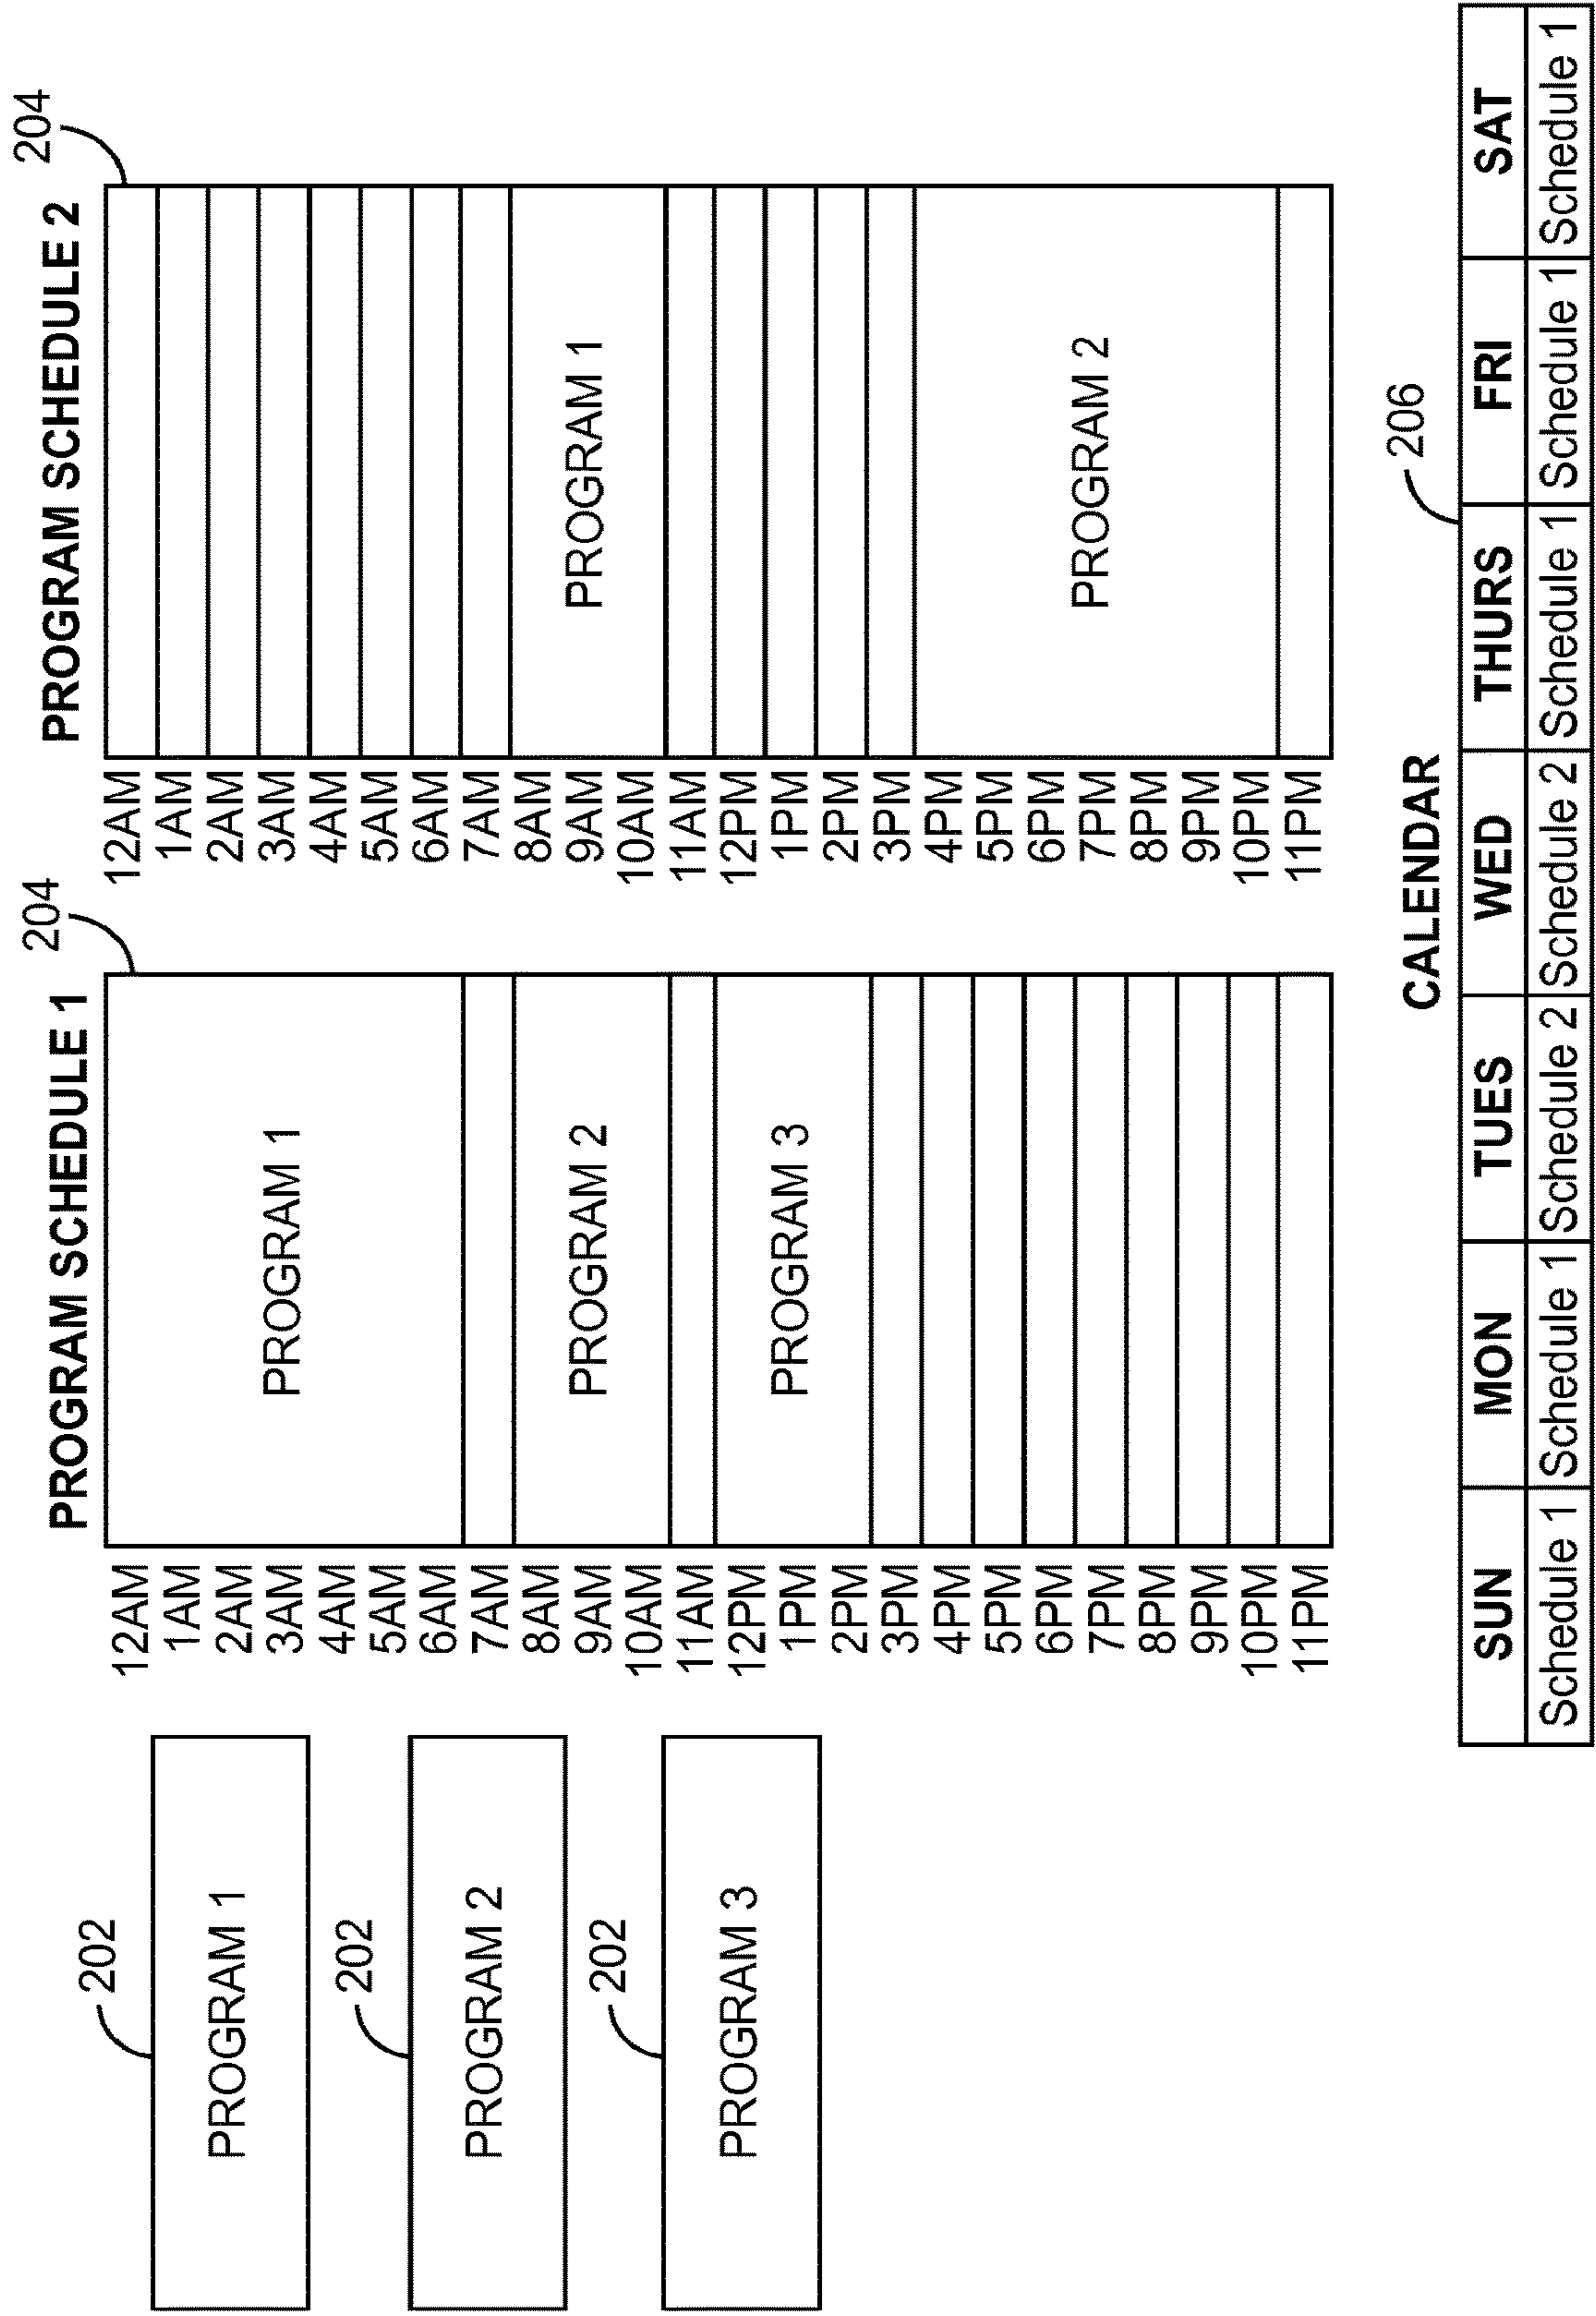 202
PROGRAM 1
202
PROGRAM 2
202
PROGRAM 3
PROGRAM SCHEDULE 1
204
12AM
1AM
2AM
3AM
4AM
5AM
6AM
7AM
8AM
9AM
10AM
11AM
12PM
1PM
2PM
3PM
4PM
5PM
6PM
7PM
8PM
9PM
10PM
11PM
PROGRAM 1
PROGRAM 2
PROGRAM 3
PROGRAM SCHEDULE 2
204
12AM
1AM
2AM
3AM
4AM
5AM
6AM
7AM
8AM
9AM
10AM
11AM
12PM
1PM
2PM
3PM
4PM
5PM
6PM
7PM
8PM
9PM
10PM
11PM
PROGRAM 1
PROGRAM 2
CALENDAR
206
SUN MON TUES WED THURS FRI SAT
Schedule 1 Schedule 1 Schedule 2 Schedule 2 Schedule 1 Schedule 1 Schedule 1